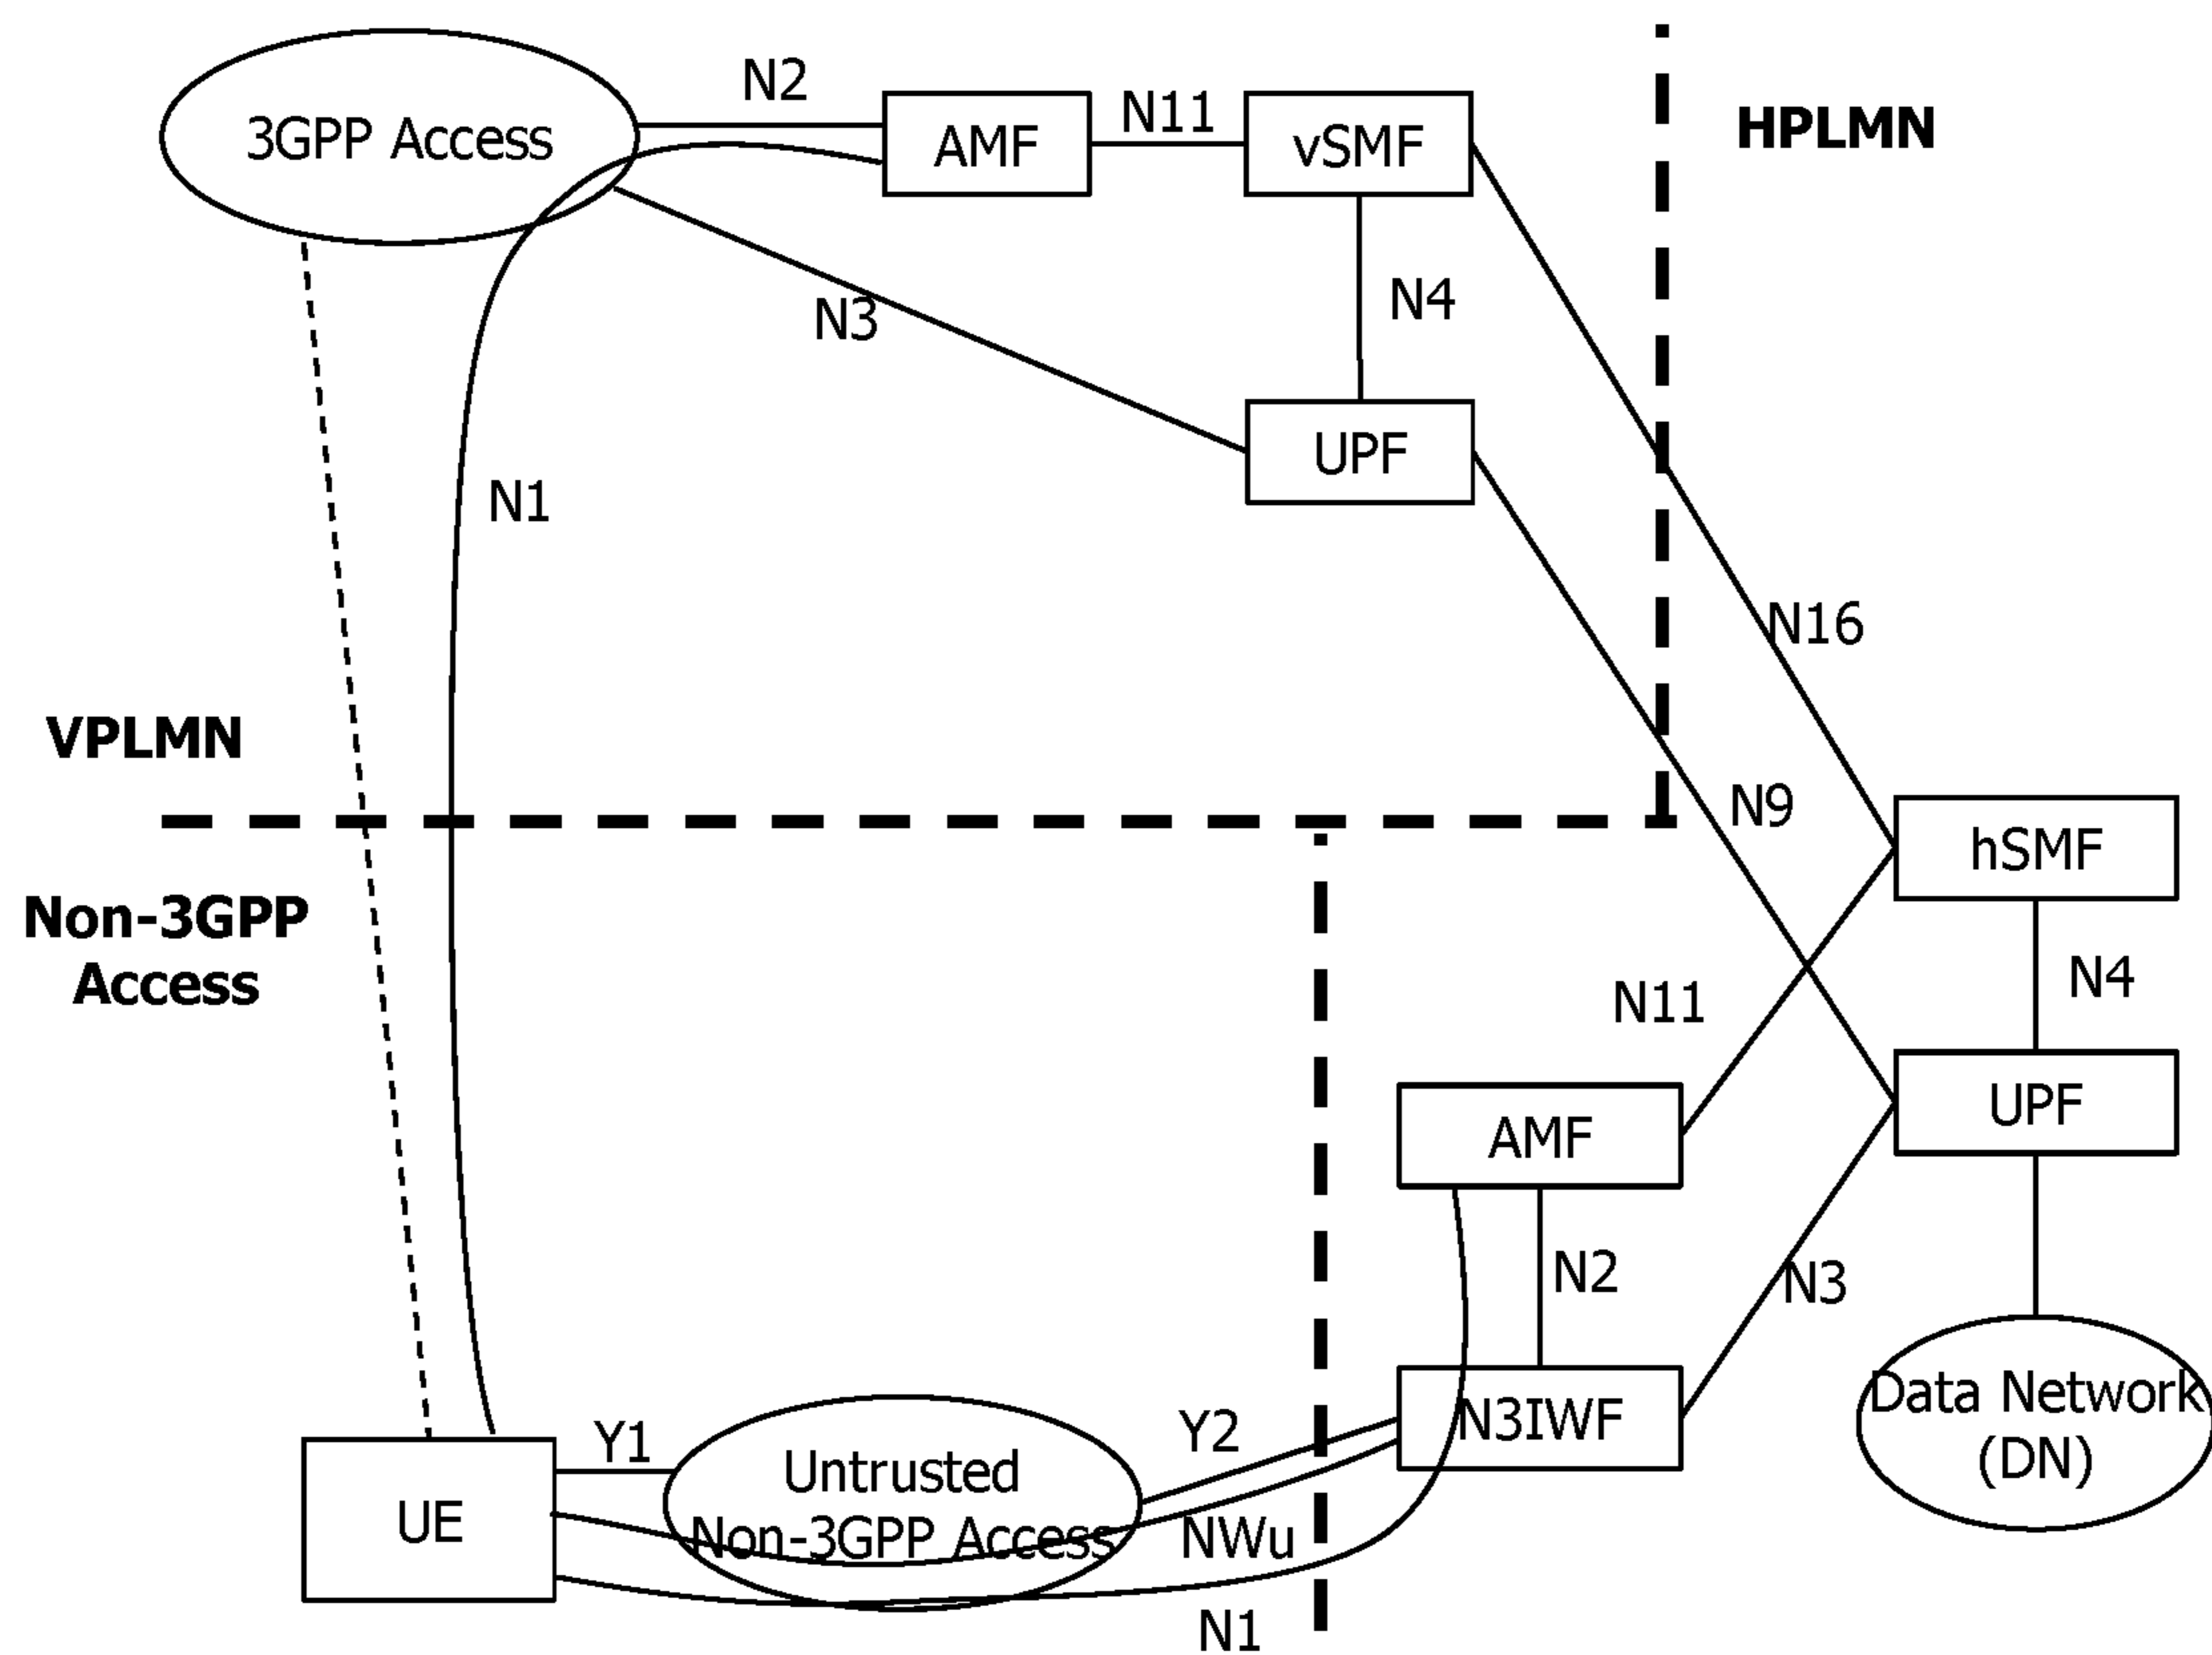 N2
N11
HPLMN
3GPP Access
AMF
vSMF
N3
N4
UPF
N1
N16
VPLMN
N9
hSMF
Non-3GPP
Access
N11
N4
AMF
UPF
N2
N3
Data Network
(DN)
Y1
Y2
N3IWF
UE
Untrusted
Non-3GPP Access
NWu
N1